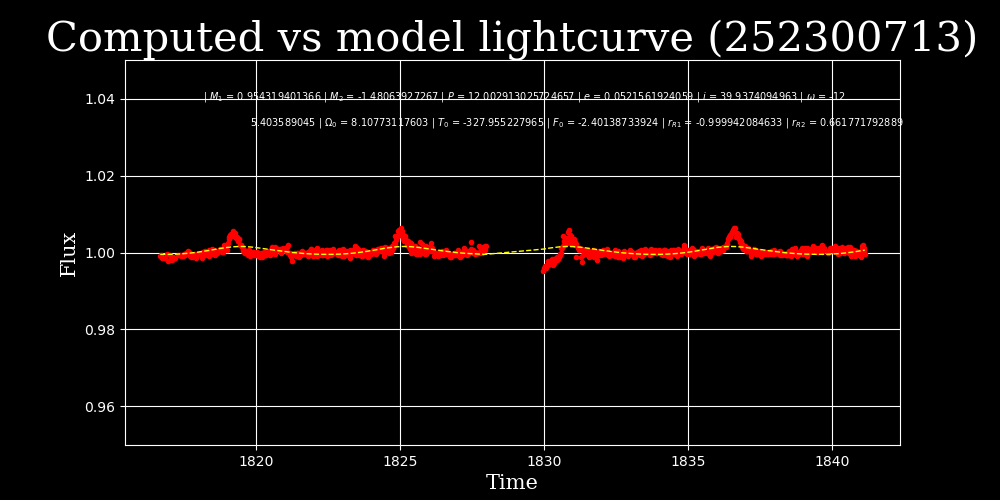 Computed vs model lightcurve (252300713)
| M₁ = 0.954319401366 | M₂ = -1.48063927267 | P = 12.0029130257​24657 | e = 0.0521561924059 | i = 39.9374094963 | ω = -12
5.403589045 | Ω₀ = 8.10773117603 | T₀ = -327.955227965 | F₀ = -2.40138733924 | r_R1 = -0.999942084633 | r_R2 = 0.661771792889
1.04
1.02
1.00
0.98
0.96
Flux
1820 1825 1830 1835 1840
Time